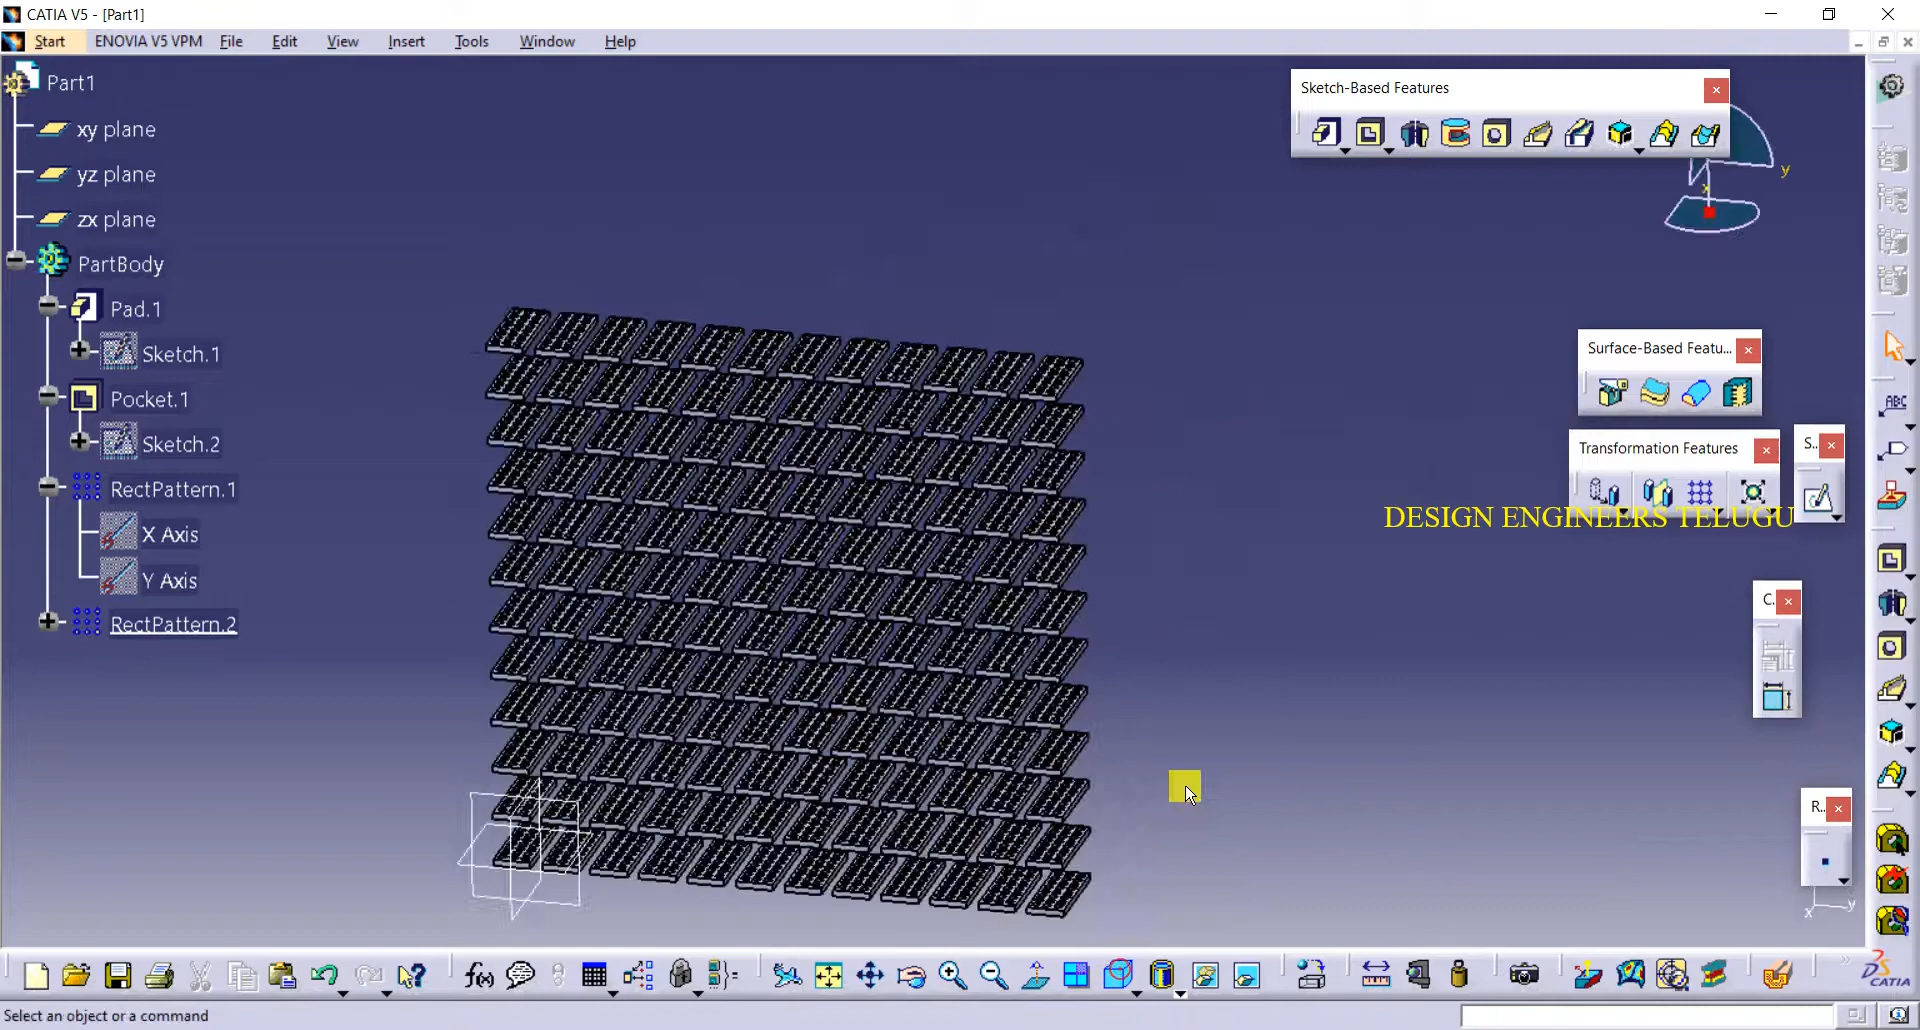 CATIA V5 - [Part1]
Start ENOVIA V5 VPM File Edit View Insert Tools Window Help
Part1
xy plane
yz plane
zx plane
PartBody
Pad.1
Sketch.1
Pocket.1
Sketch.2
RectPattern.1
X Axis
Y Axis
RectPattern.2
Sketch-Based Features
y
x
Surface-Based Featu...
Transformation Features
S..
ABC
DESIGN ENGINEERS TELUGU
C.
R..
x y
f(x)
CATIA
Select an object or a command